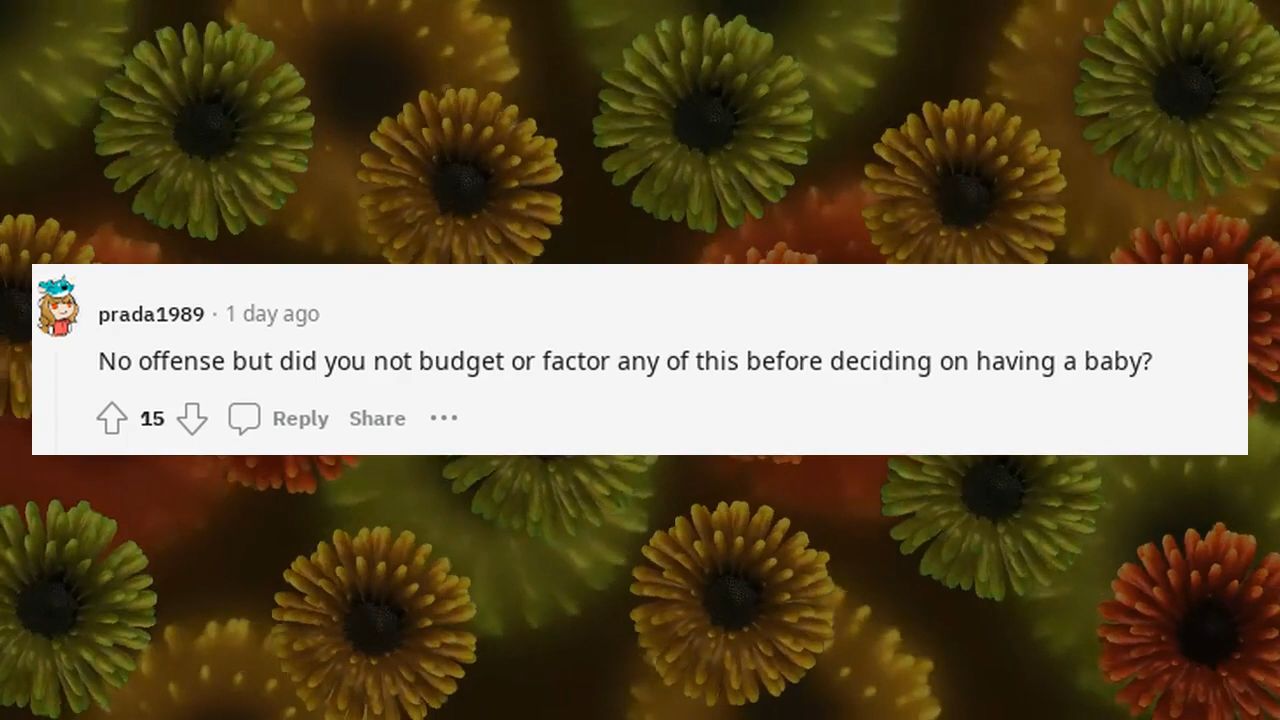 prada1989 · 1 day ago
No offense but did you not budget or factor any of this before deciding on having a baby?
15 Reply Share ···